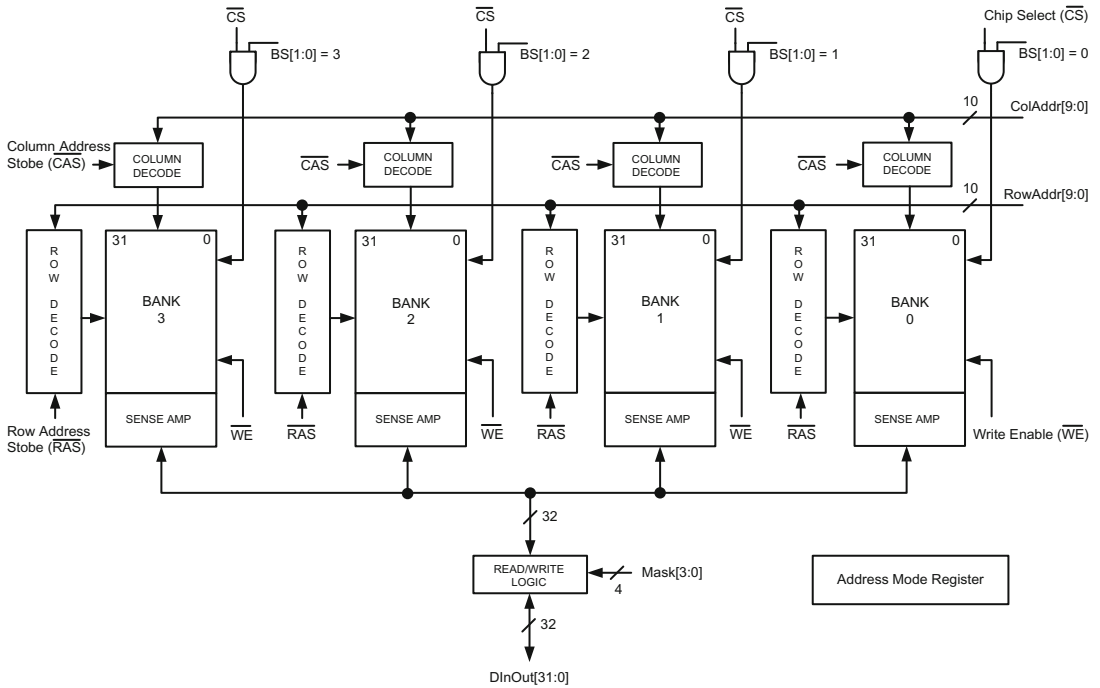 CS
CS
CS
Chip Select (CS)
BS[1:0] = 3
BS[1:0] = 2
BS[1:0] = 1
BS[1:0] = 0
10
ColAddr[9:0]
Column Address
Stobe (CAS)
COLUMN
DECODE
CAS
COLUMN
DECODE
CAS
COLUMN
DECODE
CAS
COLUMN
DECODE
10
RowAddr[9:0]
ROW DECODE
31 0
BANK
3
SENSE AMP
ROW DECODE
31 0
BANK
2
SENSE AMP
ROW DECODE
31 0
BANK
1
SENSE AMP
ROW DECODE
31 0
BANK
0
SENSE AMP
Row Address
Stobe (RAS)
WE
RAS
WE
RAS
WE
RAS
Write Enable (WE)
32
READ/WRITE
LOGIC
Mask[3:0]
4
Address Mode Register
32
DInOut[31:0]